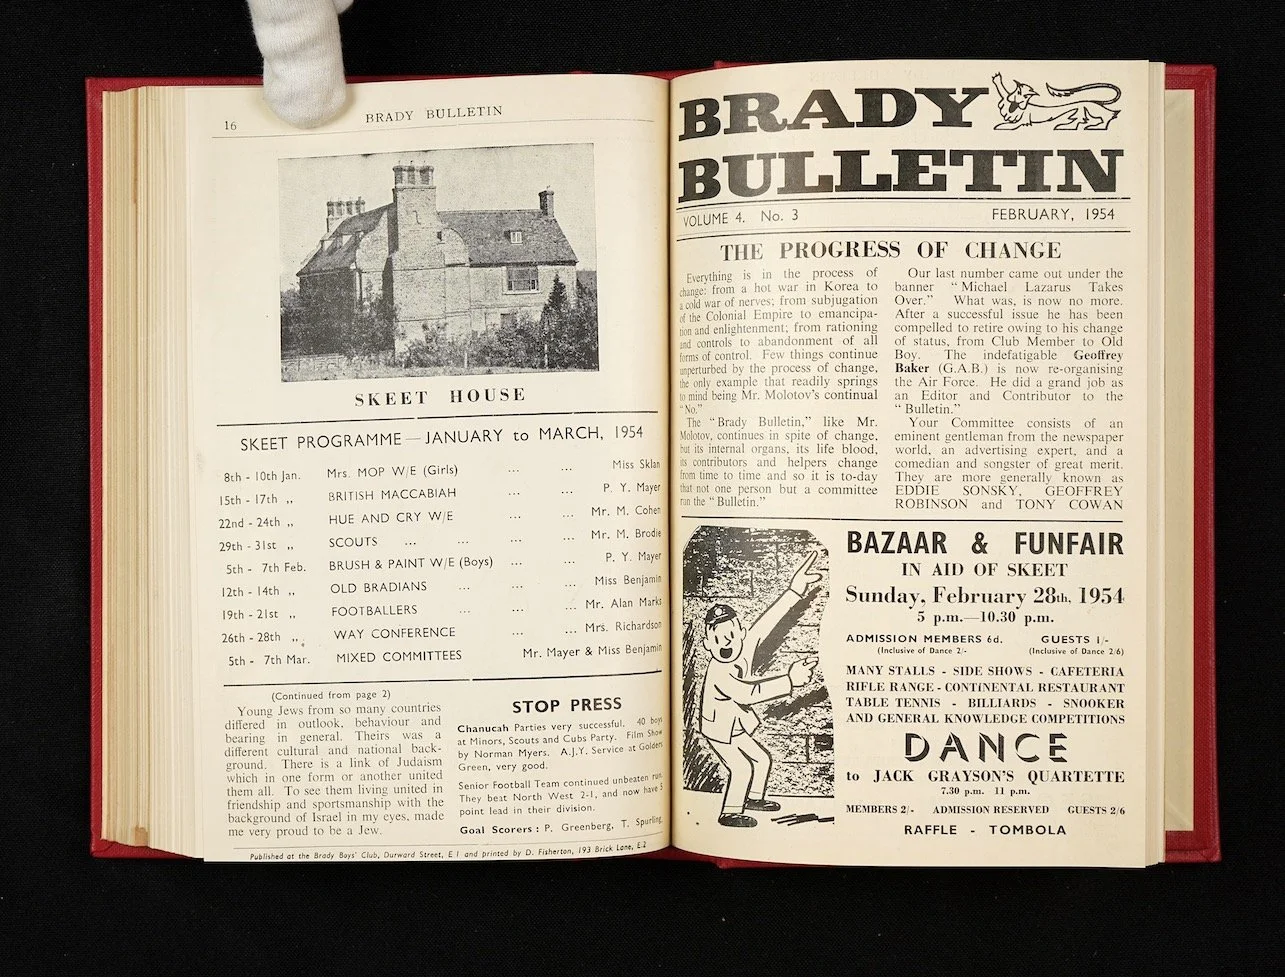 16
BRADY BULLETIN
SKEET HOUSE
SKEET PROGRAMME — JANUARY to MARCH, 1954
8th - 10th Jan. Mrs. MOP W/E (Girls) ... ... Miss Sklan
15th - 17th „ BRITISH MACCABIAH ... ... P. Y. Mayer
22nd - 24th „ HUE AND CRY W/E ... ... Mr. M. Cohen
29th - 31st „ SCOUTS ... ... ... Mr. M. Brodie
5th - 7th Feb. BRUSH & PAINT W/E (Boys) ... ... P. Y. Mayer
12th - 14th „ OLD BRADIANS ... Miss Benjamin
19th - 21st „ FOOTBALLERS ... ... Mr. Alan Marks
26th - 28th „ WAY CONFERENCE ... ... Mrs. Richardson
5th - 7th Mar. MIXED COMMITTEES Mr. Mayer & Miss Benjamin
(Continued from page 2)
Young Jews from so many countries
differed in outlook, behaviour and
bearing in general. Theirs was a
different cultural and national back-
ground. There is a link of Judaism
which in one form or another united
them all. To see them living united in
friendship and sportsmanship with the
background of Israel in my eyes, made
me very proud to be a Jew.
STOP PRESS
Chanucah Parties very successful. 40 boys
at Minors, Scouts and Cubs Party. Film Show
by Norman Myers. A.J.Y. Service at Golders
Green, very good.
Senior Football Team continued unbeaten run.
They beat North West 2-1, and now have 5
point lead in their division.
Goal Scorers : P. Greenberg, T. Spurling.
Published at the Brady Boys' Club, Durward Street, E 1 and printed by D. Fisherton, 193 Brick Lane, E.2
BRADY
BULLETIN
VOLUME 4. No. 3 FEBRUARY, 1954
THE PROGRESS OF CHANGE
Everything is in the process of
change: from a hot war in Korea to
a cold war of nerves; from subjugation
of the Colonial Empire to emancipa-
tion and enlightenment; from rationing
and controls to abandonment of all
forms of control. Few things continue
unperturbed by the process of change,
the only example that readily springs
to mind being Mr. Molotov's continual
"No."
The "Brady Bulletin," like Mr.
Molotov, continues in spite of change,
but its internal organs, its life blood,
its contributors and helpers change
from time to time and so it is to-day
that not one person but a committee
run the "Bulletin."
Our last number came out under the
banner "Michael Lazarus Takes
Over." What was, is now no more.
After a successful issue he has been
compelled to retire owing to his change
of status, from Club Member to Old
Boy. The indefatigable Geoffrey
Baker (G.A.B.) is now re-organising
the Air Force. He did a grand job as
an Editor and Contributor to the
"Bulletin."
Your Committee consists of an
eminent gentleman from the newspaper
world, an advertising expert, and a
comedian and songster of great merit.
They are more generally known as
EDDIE SONSKY, GEOFFREY
ROBINSON and TONY COWAN
BAZAAR & FUNFAIR
IN AID OF SKEET
Sunday, February 28th, 1954
5 p.m.—10.30 p.m.
ADMISSION MEMBERS 6d. GUESTS 1/-
(Inclusive of Dance 2/- (Inclusive of Dance 2/6)
MANY STALLS - SIDE SHOWS - CAFETERIA
RIFLE RANGE - CONTINENTAL RESTAURANT
TABLE TENNIS - BILLIARDS - SNOOKER
AND GENERAL KNOWLEDGE COMPETITIONS
DANCE
to JACK GRAYSON'S QUARTETTE
7.30 p.m. 11 p.m.
MEMBERS 2/- ADMISSION RESERVED GUESTS 2/6
RAFFLE - TOMBOLA